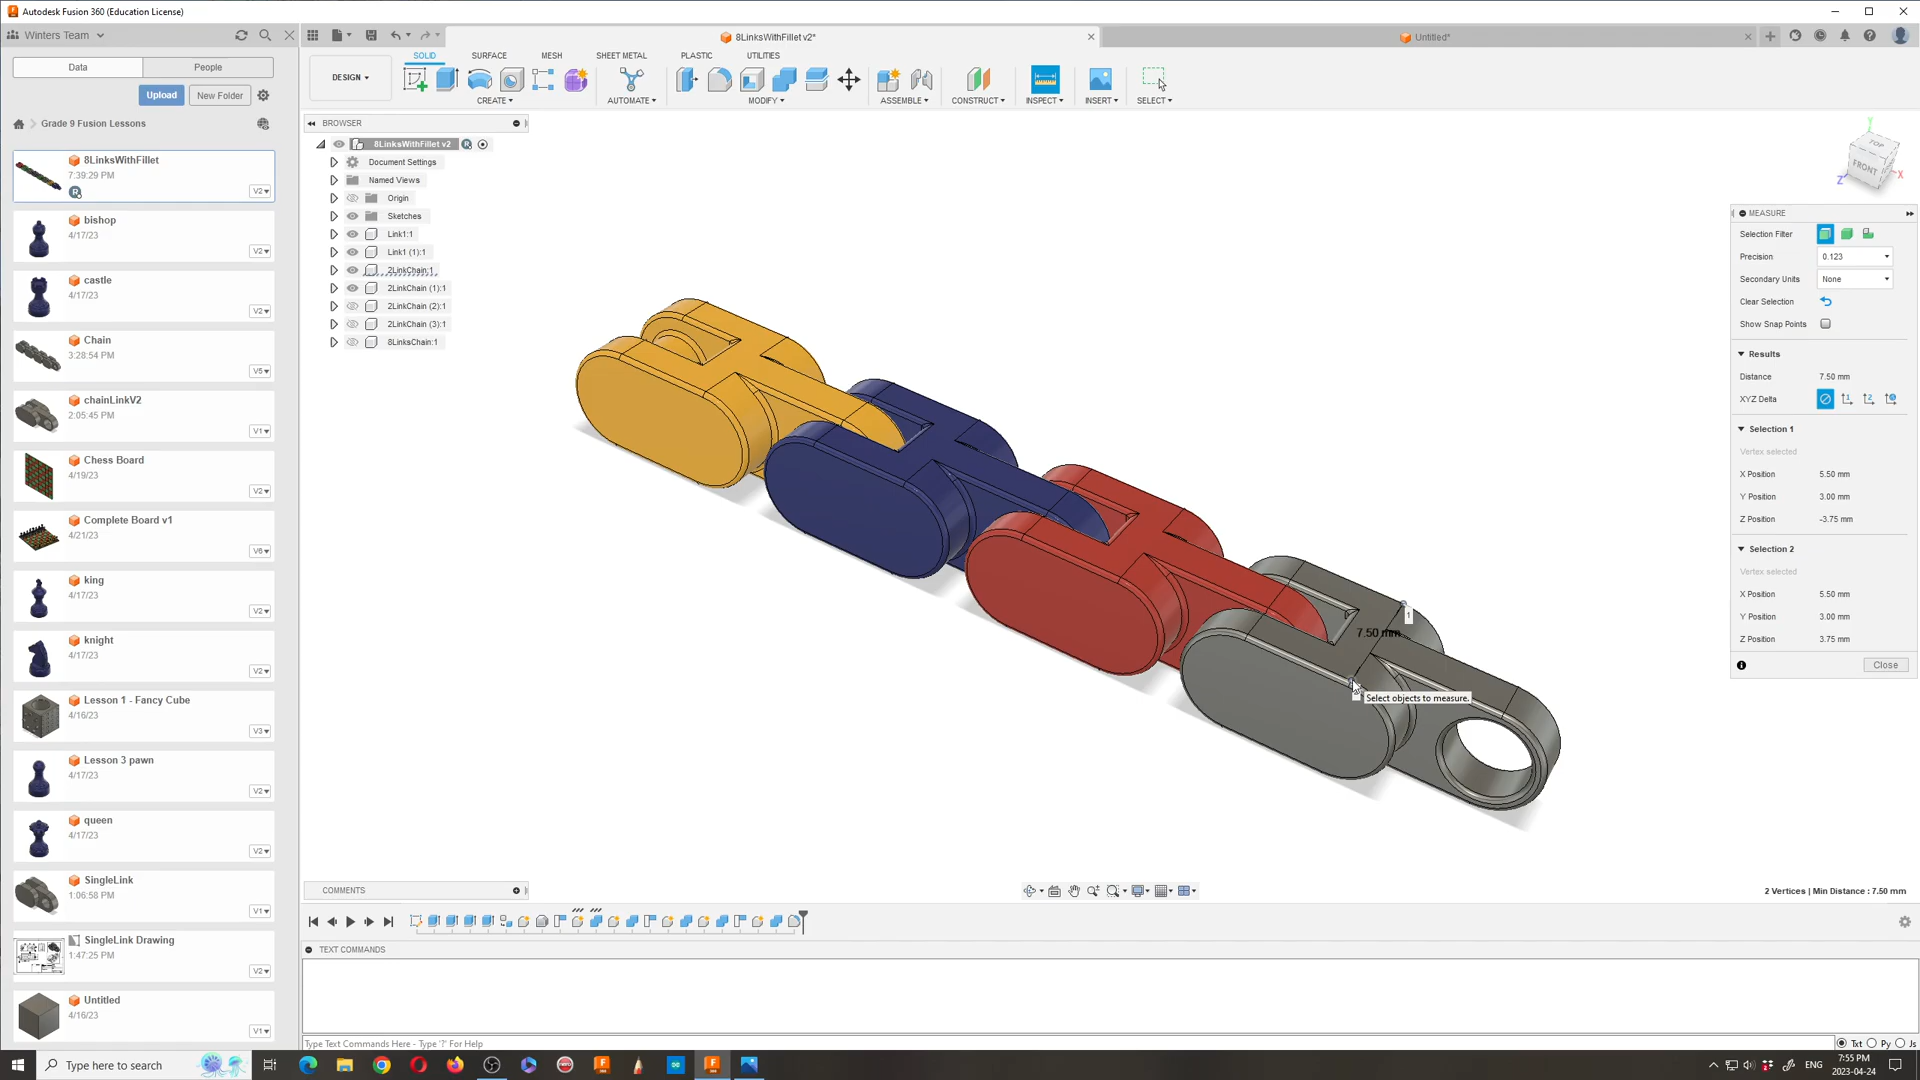 Autodesk Fusion 360 (Education License)
Winters Team
8LinksWithFillet v2*
Untitled*
Data
People
Upload
New Folder
Grade 9 Fusion Lessons
8LinksWithFillet
7:39:29 PM
V2
bishop
4/17/23
V2
castle
4/17/23
V2
Chain
3:28:54 PM
V5
chainLinkV2
2:05:45 PM
V1
Chess Board
4/19/23
V2
Complete Board v1
4/21/23
V6
king
4/17/23
V2
knight
4/17/23
V2
Lesson 1 - Fancy Cube
4/16/23
V3
Lesson 3 pawn
4/17/23
V2
queen
4/17/23
V2
SingleLink
1:06:58 PM
V1
SingleLink Drawing
1:47:25 PM
V2
Untitled
4/16/23
V1
SOLID
SURFACE
MESH
SHEET METAL
PLASTIC
UTILITIES
DESIGN
CREATE
AUTOMATE
MODIFY
ASSEMBLE
CONSTRUCT
INSPECT
INSERT
SELECT
BROWSER
8LinksWithFillet v2
Document Settings
Named Views
Origin
Sketches
Link1:1
Link1 (1):1
2LinkChain:1
2LinkChain (1):1
2LinkChain (2):1
2LinkChain (3):1
8LinksChain:1
Y
TOP
FRONT
X
Z
1
7.50 mm
Select objects to measure.
MEASURE
Selection Filter
Precision
0.123
Secondary Units
None
Clear Selection
Show Snap Points
Results
Distance
7.50 mm
XYZ Delta
Selection 1
Vertex selected
X Position
5.50 mm
Y Position
3.00 mm
Z Position
-3.75 mm
Selection 2
Vertex selected
X Position
5.50 mm
Y Position
3.00 mm
Z Position
3.75 mm
Close
COMMENTS
2 Vertices | Min Distance : 7.50 mm
TEXT COMMANDS
Type Text Commands Here - Type '?' For Help
Txt
Py
Js
Type here to search
ENG
7:55 PM
2023-04-24